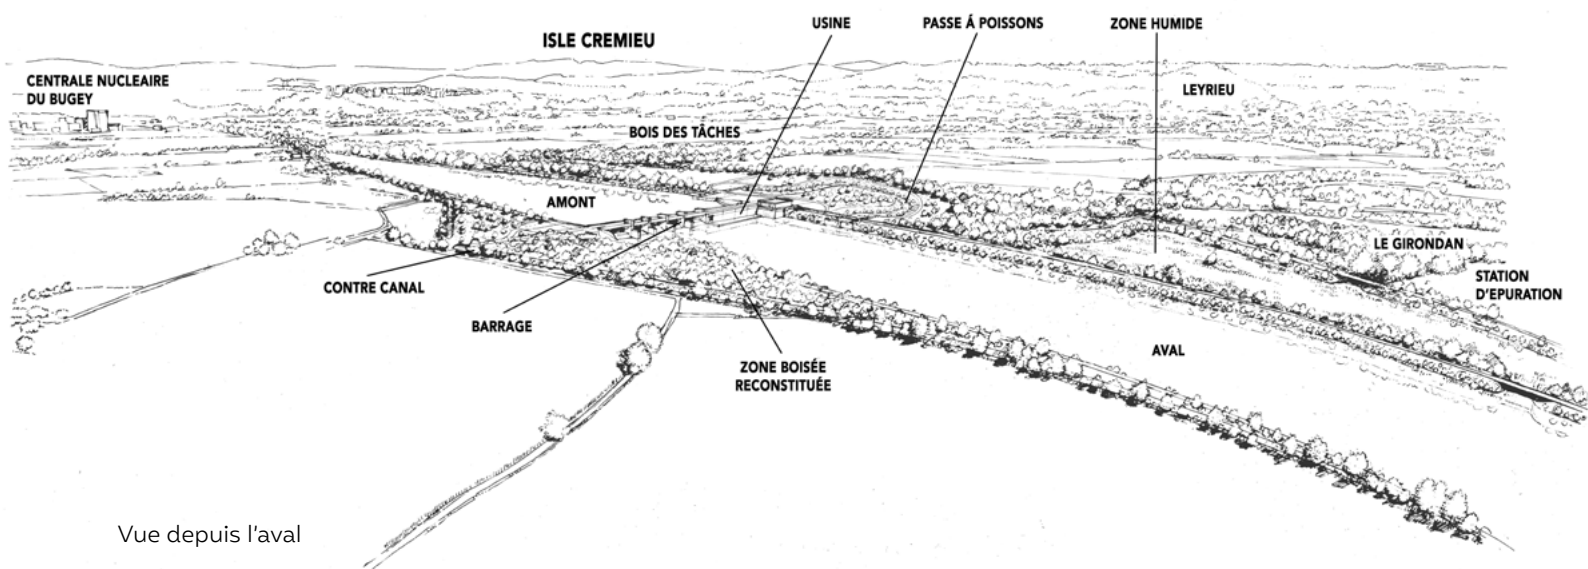 USINE
PASSE Á POISSONS
ZONE HUMIDE
ISLE CREMIEU
CENTRALE NUCLEAIRE
DU BUGEY
LEYRIEU
BOIS DES TÂCHES
AMONT
LE GIRONDAN
STATION
D'EPURATION
CONTRE CANAL
BARRAGE
AVAL
ZONE BOISÉE
RECONSTITUÉE
Vue depuis l'aval